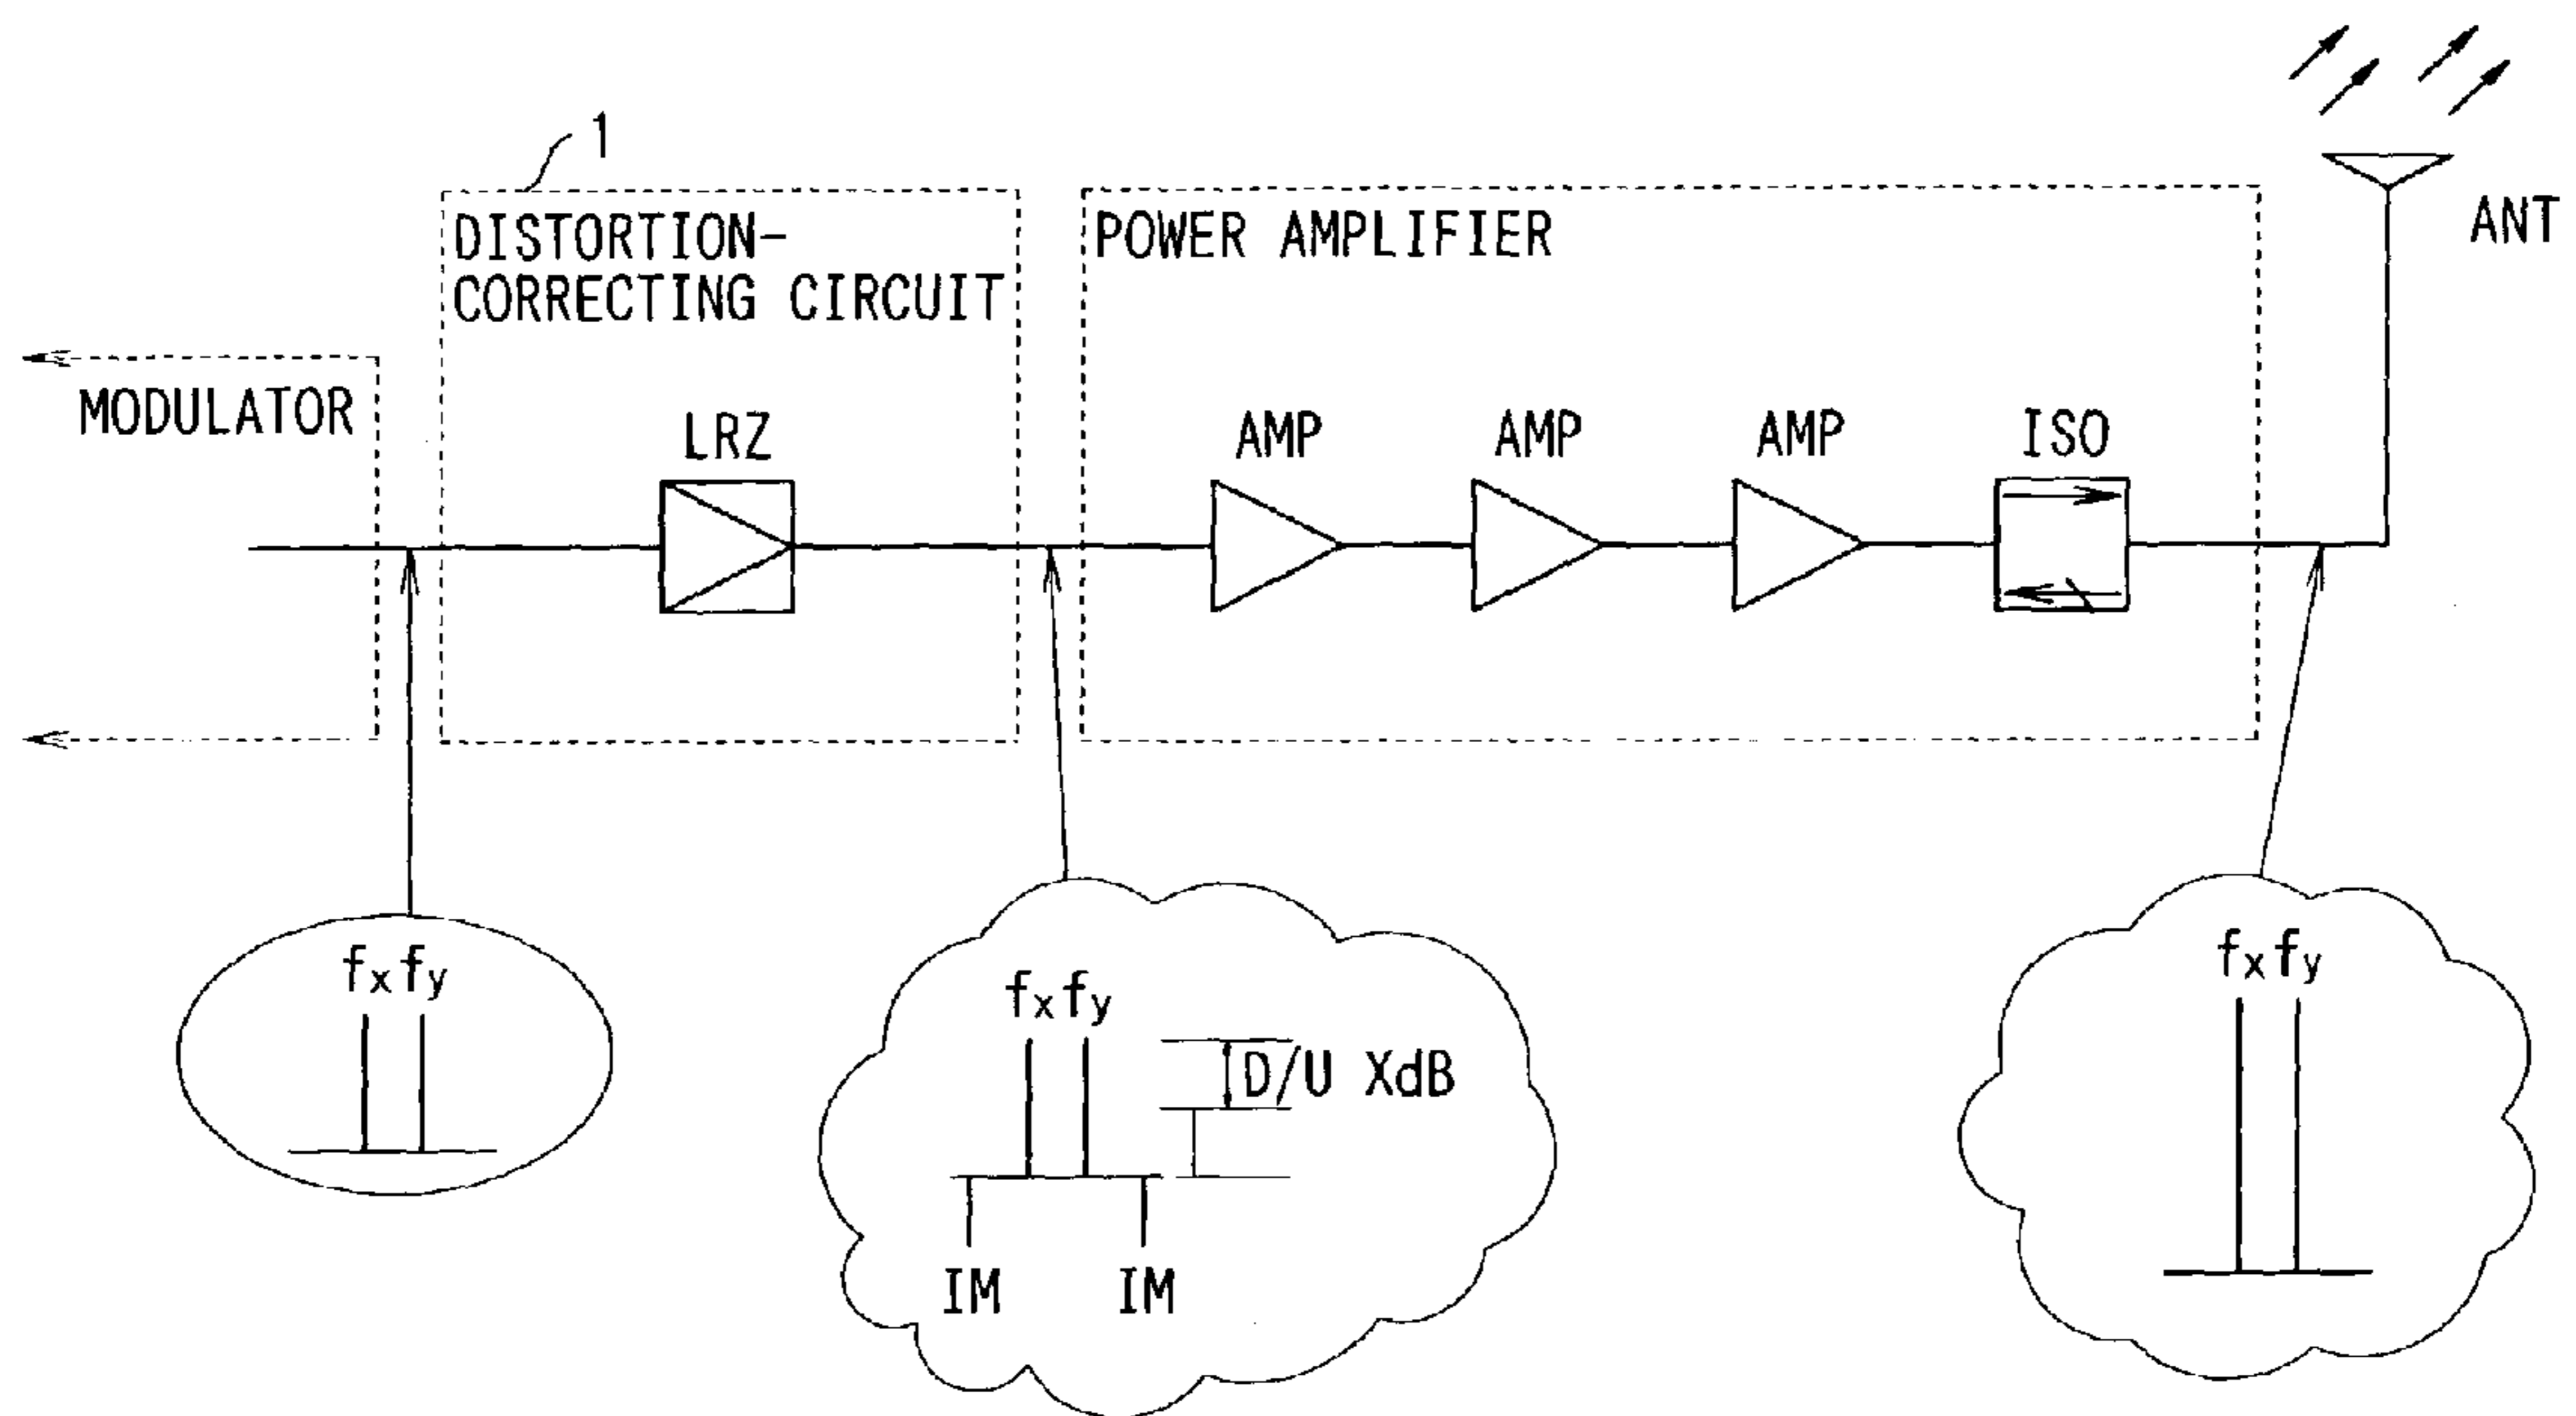 1
DISTORTION-
CORRECTING CIRCUIT
POWER AMPLIFIER
ANT
MODULATOR
LRZ
AMP
AMP
AMP
ISO
fx fy
fx fy
D/U XdB
IM
IM
fx fy